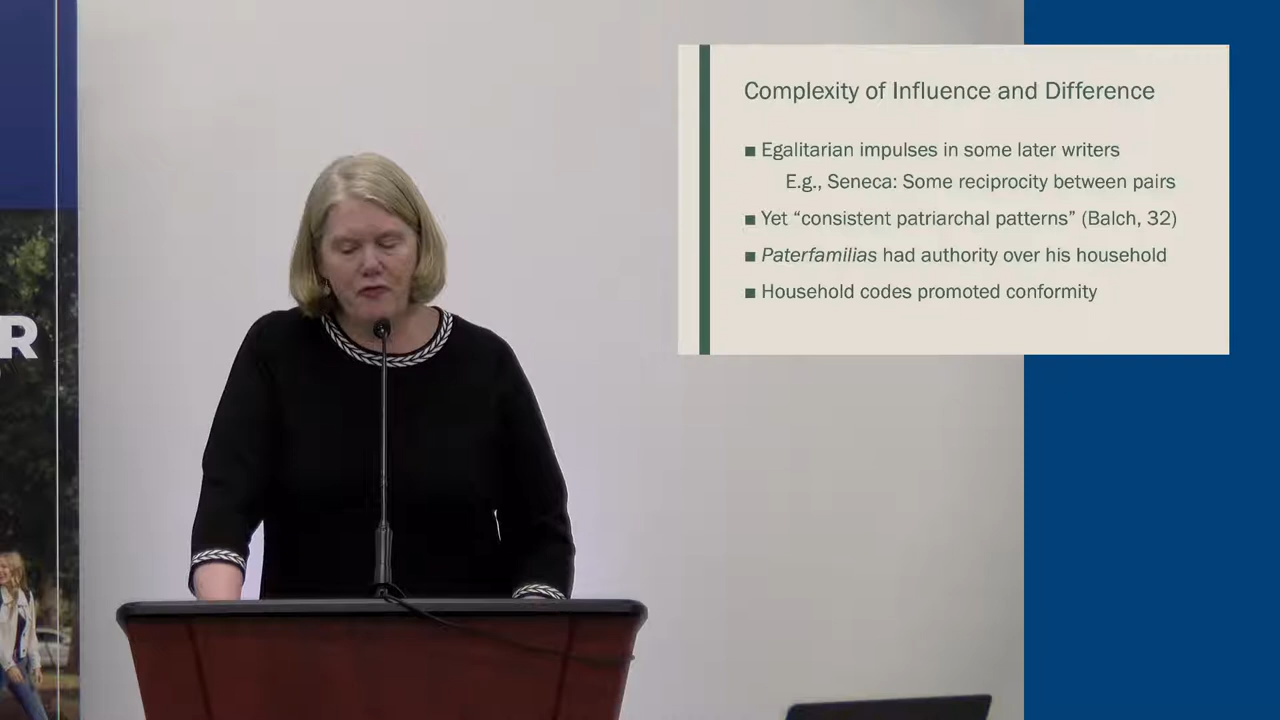 R
Complexity of Influence and Difference
■ Egalitarian impulses in some later writers
E.g., Seneca: Some reciprocity between pairs
■ Yet “consistent patriarchal patterns” (Balch, 32)
■ Paterfamilias had authority over his household
■ Household codes promoted conformity